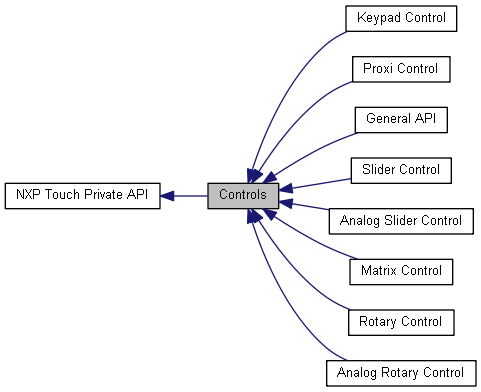 Keypad Control
Proxi Control
General API
Slider Control
NXP Touch Private API
Controls
Analog Slider Control
Matrix Control
Rotary Control
Analog Rotary Control